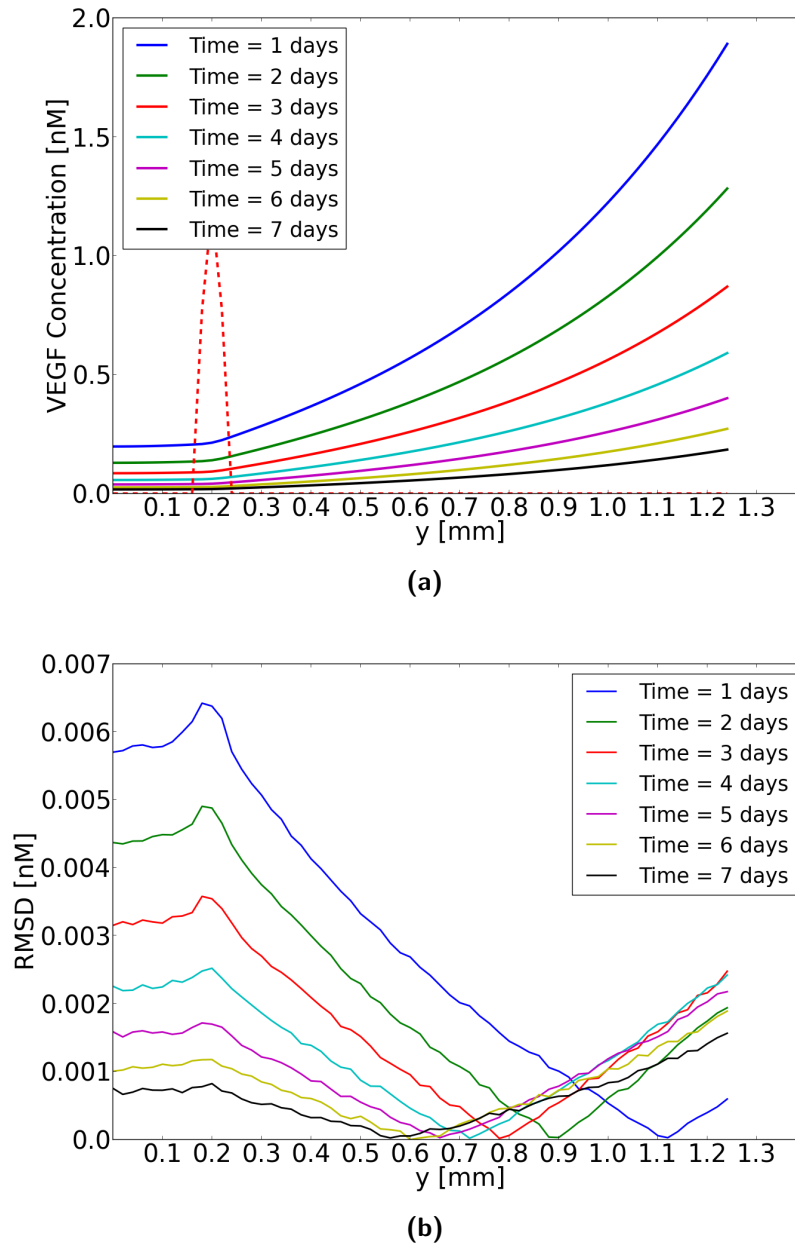 2.0
1.5
1.0
0.5
0.0
VEGF Concentration [nM]
Time = 1 days
Time = 2 days
Time = 3 days
Time = 4 days
Time = 5 days
Time = 6 days
Time = 7 days
0.1 0.2 0.3 0.4 0.5 0.6 0.7 0.8 0.9 1.0 1.1 1.2 1.3
y [mm]
(a)
0.007
0.006
0.005
0.004
0.003
0.002
0.001
0.0
RMSD [nM]
Time = 1 days
Time = 2 days
Time = 3 days
Time = 4 days
Time = 5 days
Time = 6 days
Time = 7 days
0.1 0.2 0.3 0.4 0.5 0.6 0.7 0.8 0.9 1.0 1.1 1.2 1.3
y [mm]
(b)